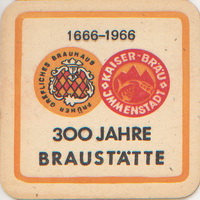 1666-1966
FRÜHER GRÄFLICHES BRAUHAUS
KAISER-BRÄU
IMMENSTADT
300 JAHRE
BRAUSTÄTTE